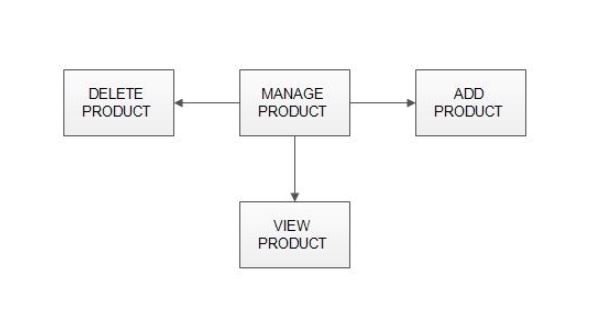 DELETE
PRODUCT
MANAGE
PRODUCT
ADD
PRODUCT
VIEW
PRODUCT